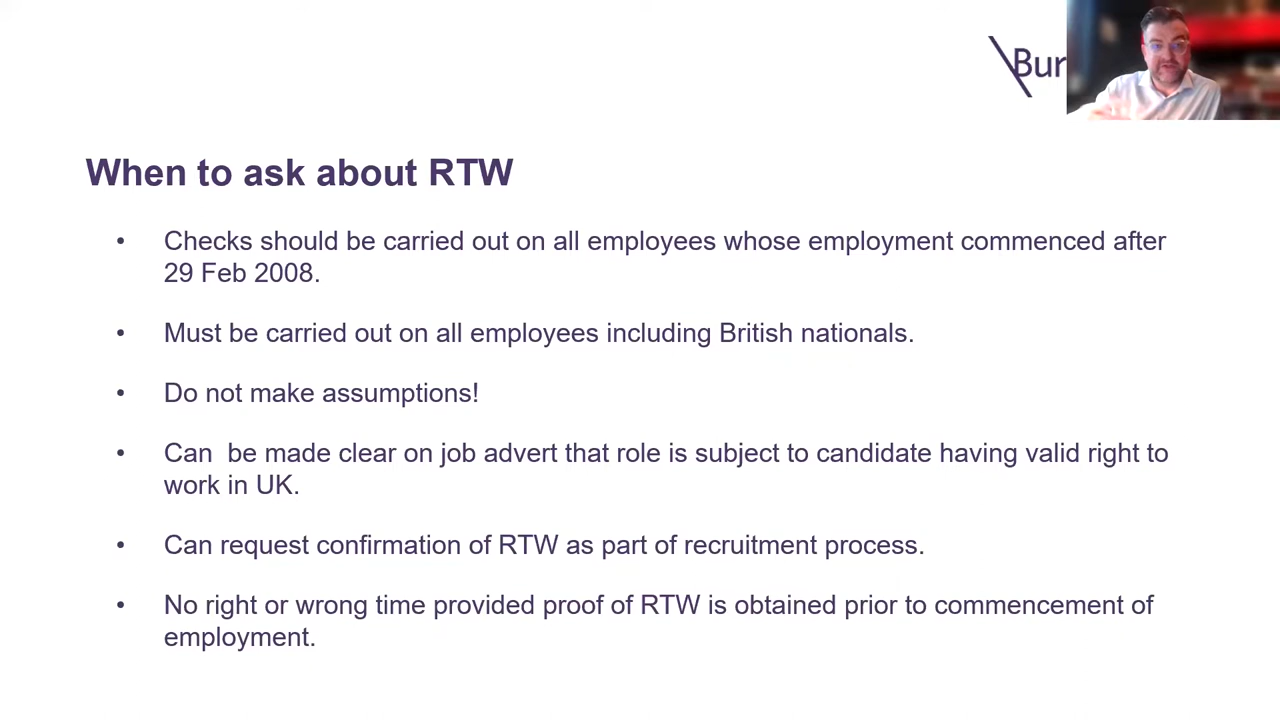 Bur
When to ask about RTW
• Checks should be carried out on all employees whose employment commenced after
29 Feb 2008.
• Must be carried out on all employees including British nationals.
• Do not make assumptions!
• Can  be made clear on job advert that role is subject to candidate having valid right to
work in UK.
• Can request confirmation of RTW as part of recruitment process.
• No right or wrong time provided proof of RTW is obtained prior to commencement of
employment.